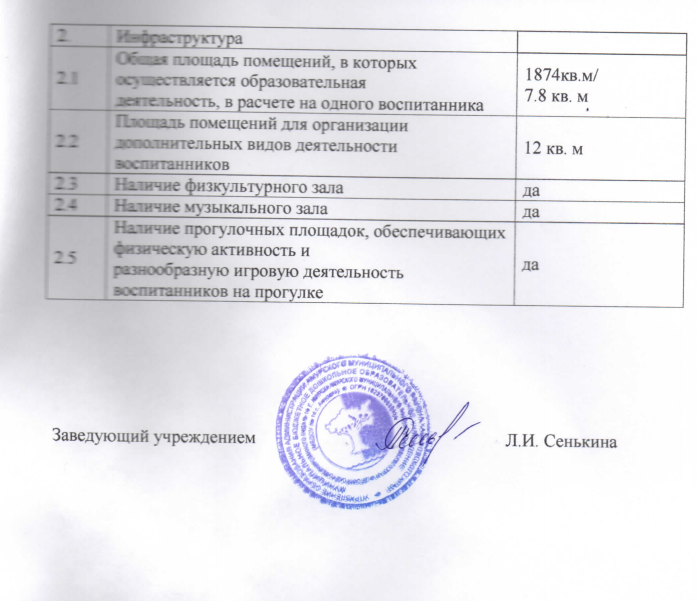 2. Инфраструктура
2.1 Общая площадь помещений, в которых
осуществляется образовательная
деятельность, в расчете на одного воспитанника
1874кв.м/
7.8 кв. м
2.2 Площадь помещений для организации
дополнительных видов деятельности
воспитанников
12 кв. м
2.3 Наличие физкультурного зала да
2.4 Наличие музыкального зала да
2.5 Наличие прогулочных площадок, обеспечивающих
физическую активность и
разнообразную игровую деятельность
воспитанников на прогулке
да
Заведующий учреждением
Л.И. Сенькина